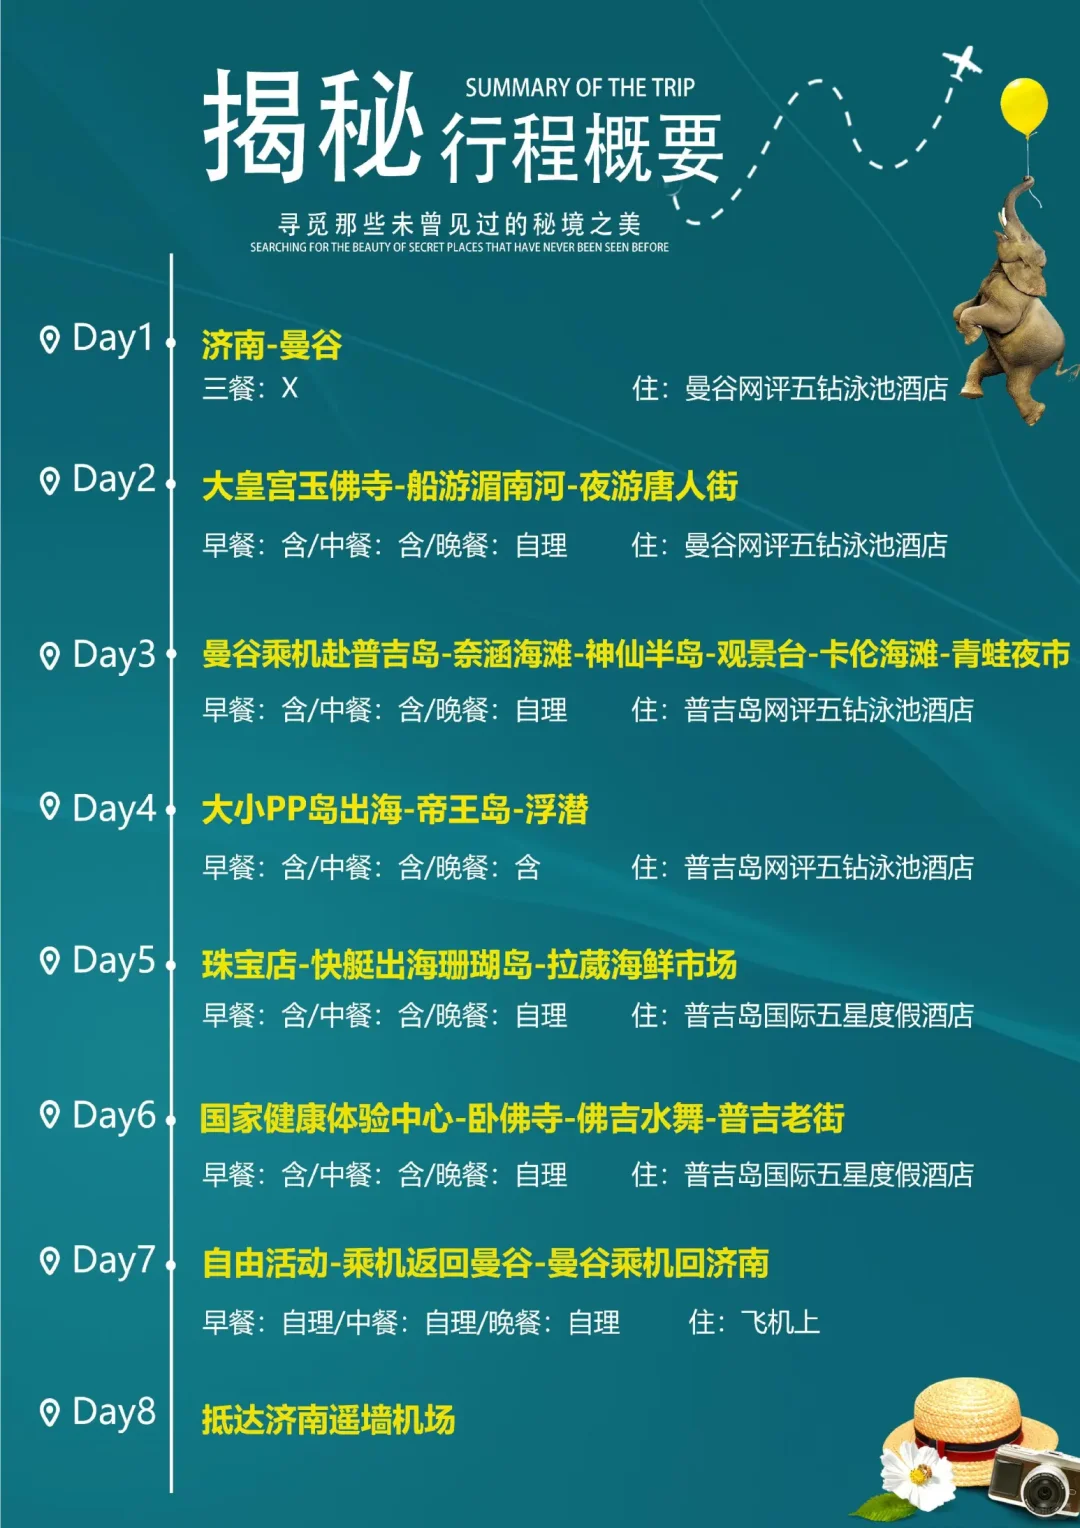 揭秘
SUMMARY OF THE TRIP
行程概要
寻觅那些未曾见过的秘境之美
SEARCHING FOR THE BEAUTY OF SECRET PLACES THAT HAVE NEVER BEEN SEEN BEFORE
Day1
济南-曼谷
三餐：X 住：曼谷网评五钻泳池酒店
Day2
大皇宫玉佛寺-船游湄南河-夜游唐人街
早餐：含/中餐：含/晚餐：自理 住：曼谷网评五钻泳池酒店
Day3
曼谷乘机赴普吉岛-奈涵海滩-神仙半岛-观景台-卡伦海滩-青蛙夜市
早餐：含/中餐：含/晚餐：自理 住：普吉岛网评五钻泳池酒店
Day4
大小PP岛出海-帝王岛-浮潜
早餐：含/中餐：含/晚餐：含 住：普吉岛网评五钻泳池酒店
Day5
珠宝店-快艇出海珊瑚岛-拉葳海鲜市场
早餐：含/中餐：含/晚餐：自理 住：普吉岛国际五星度假酒店
Day6
国家健康体验中心-卧佛寺-佛吉水舞-普吉老街
早餐：含/中餐：含/晚餐：自理 住：普吉岛国际五星度假酒店
Day7
自由活动-乘机返回曼谷-曼谷乘机回济南
早餐：自理/中餐：自理/晚餐：自理 住：飞机上
Day8
抵达济南遥墙机场